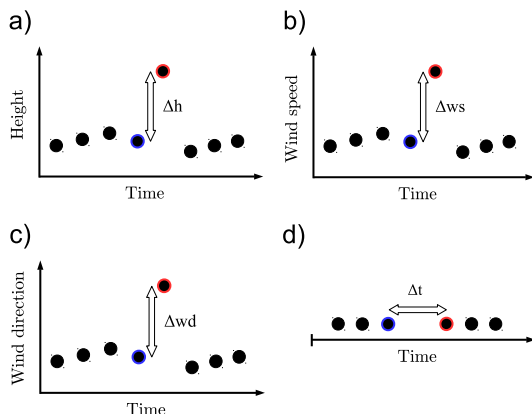 a)
Height
Δh
Time
b)
Wind speed
Δws
Time
c)
Wind direction
Δwd
Time
d)
Δt
Time